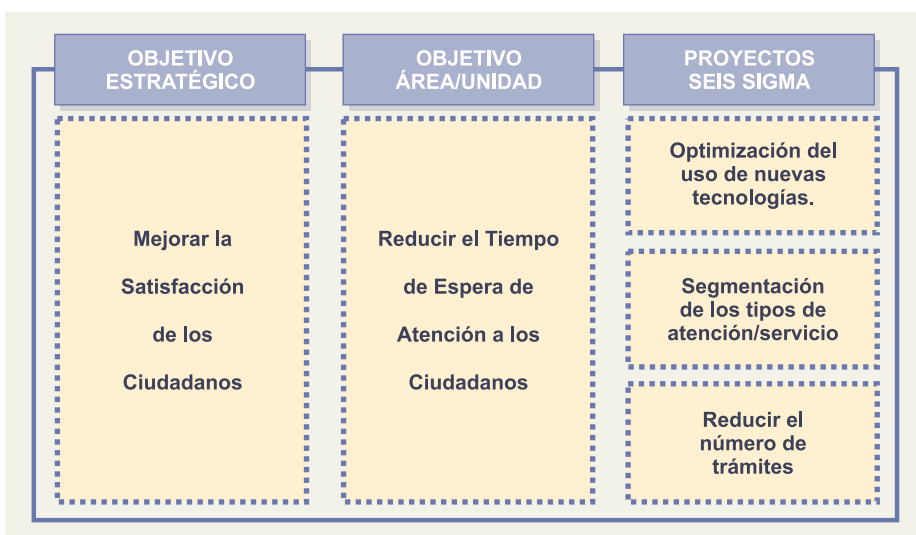 OBJETIVO
ESTRATÉGICO
Mejorar la
Satisfacción
de los
Ciudadanos
OBJETIVO
ÁREA/UNIDAD
Reducir el Tiempo
de Espera de
Atención a los
Ciudadanos
PROYECTOS
SEIS SIGMA
Optimización del
uso de nuevas
tecnologías.
Segmentación
de los tipos de
atención/servicio
Reducir el
número de
trámites